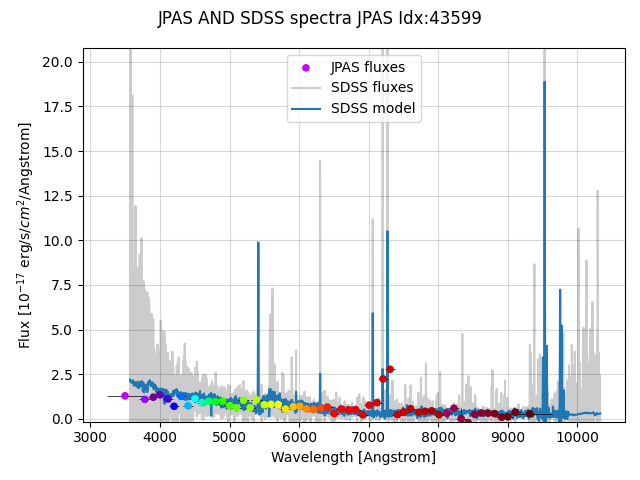 JPAS AND SDSS spectra JPAS Idx:43599
20.0
17.5
15.0
12.5
10.0
7.5
5.0
2.5
0.0
Flux [10⁻¹⁷ erg/s/cm²/Angstrom]
JPAS fluxes
SDSS fluxes
SDSS model
3000 4000 5000 6000 7000 8000 9000 10000
Wavelength [Angstrom]